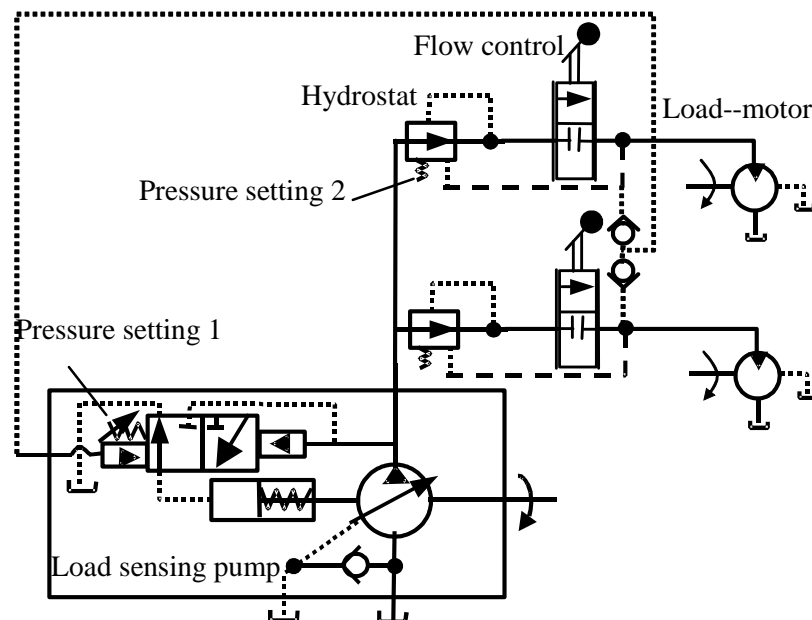 Flow control
Hydrostat
Load--motor
Pressure setting 2
Pressure setting 1
Load sensing pump